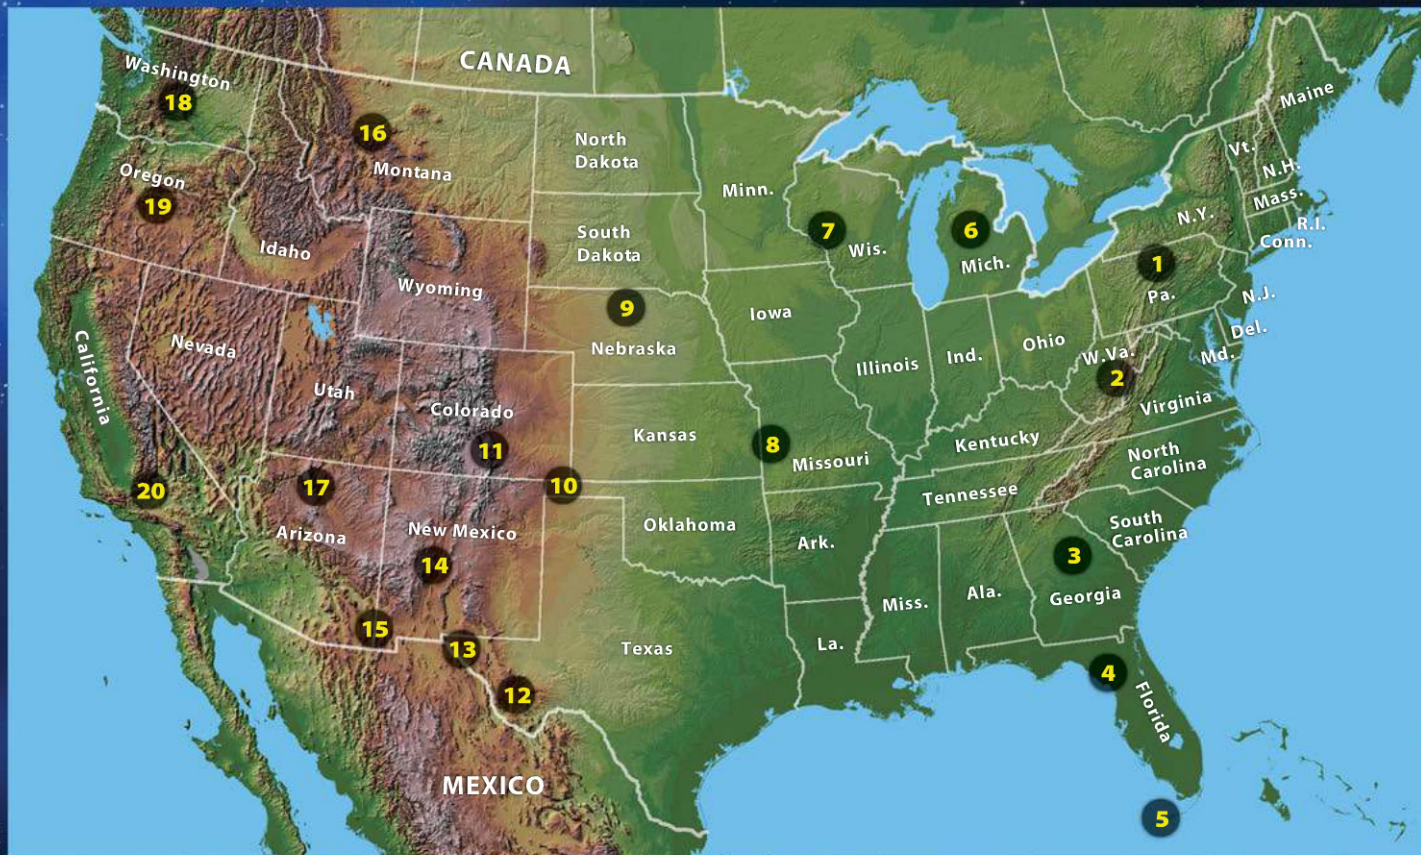 CANADA
Washington
18
16
Montana
Oregon
19
Idaho
Wyoming
North
Dakota
South
Dakota
Minn.
7
Wis.
6
Mich.
Maine
Vt.
N.H.
Mass.
N.Y.
R.I.
Conn.
1
Pa.
N.J.
Del.
Md.
9
Nebraska
Iowa
Illinois
Ind.
Ohio
W.Va.
2
Virginia
California
Nevada
Utah
Colorado
11
Kansas
8
Missouri
Kentucky
North
Carolina
Tennessee
South
Carolina
20
17
Arizona
New Mexico
14
10
Oklahoma
Ark.
3
Georgia
Miss.
Ala.
15
13
12
Texas
La.
4
Florida
5
MEXICO